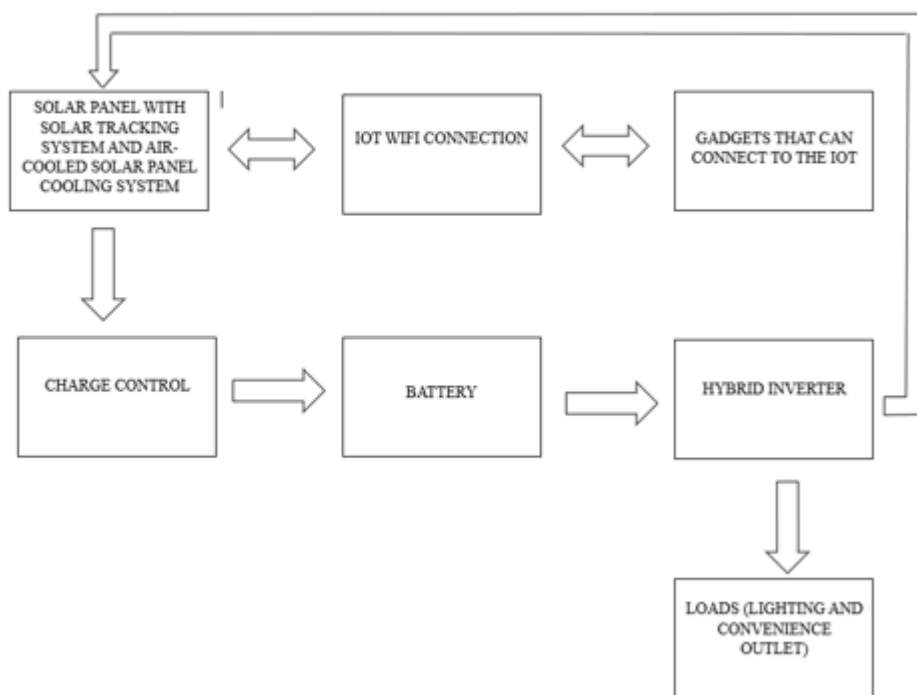 SOLAR PANEL WITH
SOLAR TRACKING
SYSTEM AND AIR-
COOLED SOLAR PANEL
COOLING SYSTEM
IOT WIFI CONNECTION
GADGETS THAT CAN
CONNECT TO THE IOT
CHARGE CONTROL
BATTERY
HYBRID INVERTER
LOADS (LIGHTING AND
CONVENIENCE
OUTLET)